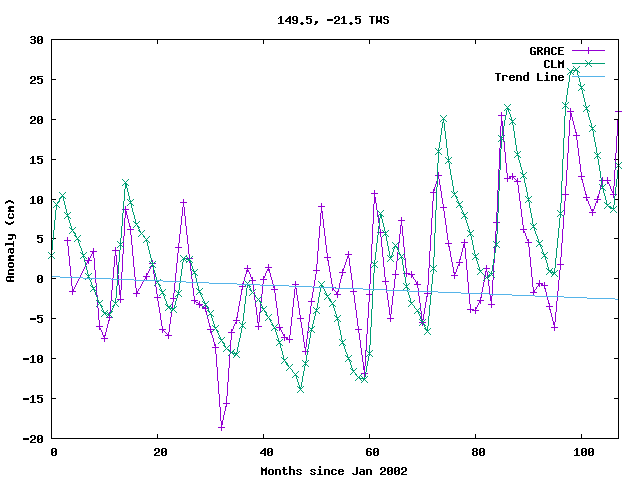 149.5, -21.5 TWS
GRACE
CLM
Trend Line
Anomaly (cm)
30
25
20
15
10
5
0
-5
-10
-15
-20
0 20 40 60 80 100
Months since Jan 2002